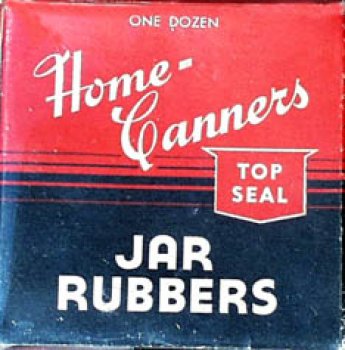 ONE DOZEN
Home-
Canners
TOP
SEAL
JAR
RUBBERS